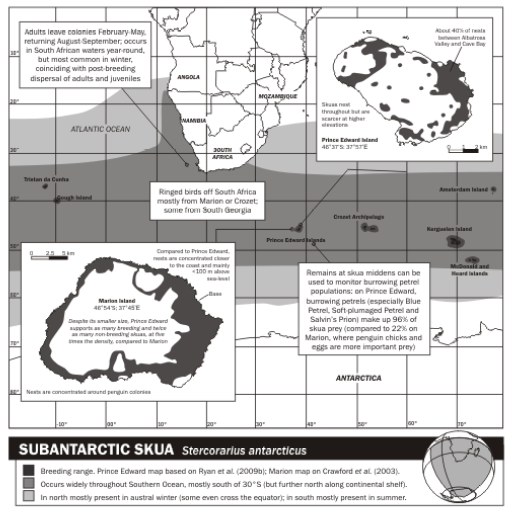 Adults leave colonies February-May,
returning August-September; occurs
in South African waters year-round,
but most common in winter,
coinciding with post-breeding
dispersal of adults and juveniles
About 40% of nests
between Albatross
Valley and Cave Bay
Skuas nest
throughout but are
scarcer at higher
elevations
Prince Edward Island
46°37'S; 37°57'E
0 1 2 km
ANGOLA
MOZAMBIQUE
NAMIBIA
ATLANTIC OCEAN
SOUTH
AFRICA
10°
20°
30°
Tristan da Cunha
Gough Island
40°
Ringed birds off South Africa
mostly from Marion or Crozet;
some from South Georgia
Amsterdam Island
Crozet Archipelago
Kerguelen Island
Prince Edward Islands
McDonald and
Heard Islands
50°
0 2.5 5 km
Compared to Prince Edward,
nests are concentrated closer
to the coast and mainly
<100 m above
sea-level
Base
Marion Island
46°54'S; 37°45'E
Despite its smaller size, Prince Edward
supports as many breeding and twice
as many non-breeding skuas, at five
times the density, compared to Marion
Nests are concentrated around penguin colonies
60°
70°
80°
Remains at skua middens can be
used to monitor burrowing petrel
populations: on Prince Edward,
burrowing petrels (especially Blue
Petrel, Soft-plumaged Petrel and
Salvin's Prion) make up 96% of
skua prey (compared to 22% on
Marion, where penguin chicks and
eggs are more important prey)
ANTARCTICA
-10° 0° 10° 20° 30° 40° 50° 60° 70°
SUBANTARCTIC SKUA Stercorarius antarcticus
Breeding range. Prince Edward map based on Ryan et al. (2009b); Marion map on Crawford et al. (2003).
Occurs widely throughout Southern Ocean, mostly south of 30°S (but further north along continental shelf).
In north mostly present in austral winter (some even cross the equator); in south mostly present in summer.